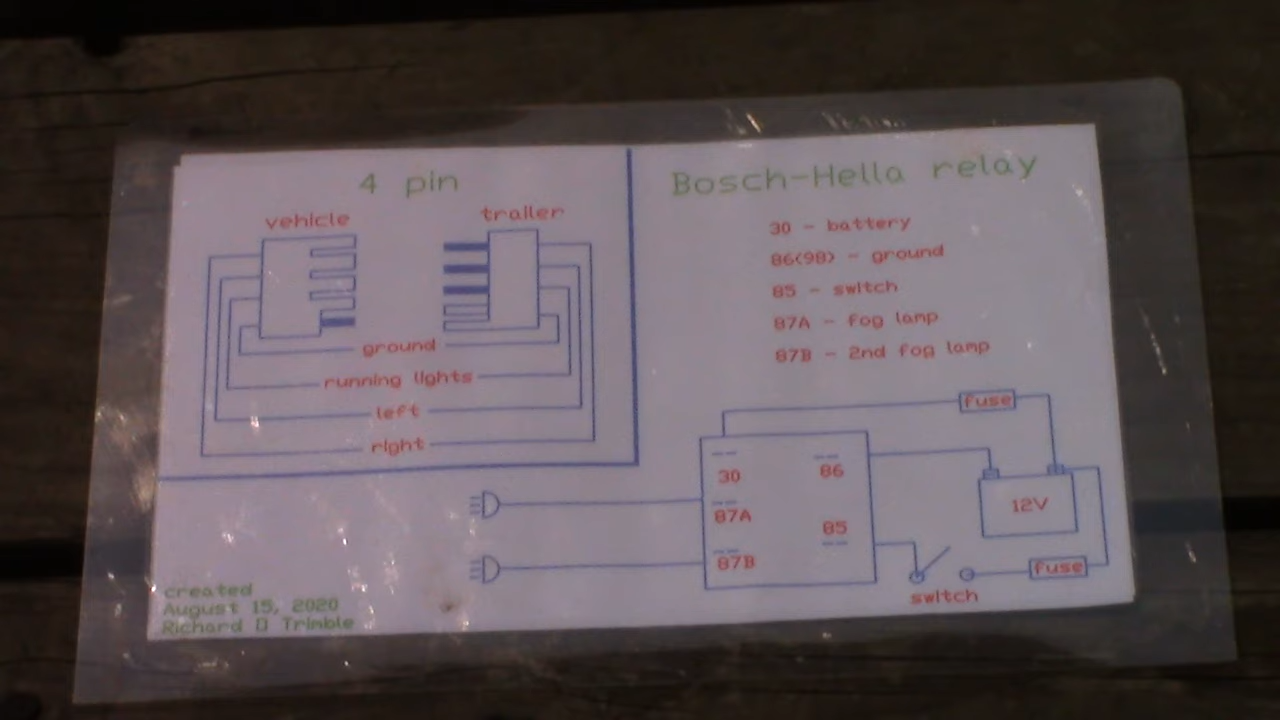 4 pin
vehicle
trailer
ground
running lights
left
right
Bosch-Hella relay
30 - battery
86(98) - ground
85 - switch
87A - fog lamp
87B - 2nd fog lamp
fuse
30
86
87A
85
87B
12V
fuse
switch
created
August 15, 2020
Richard D Trimble